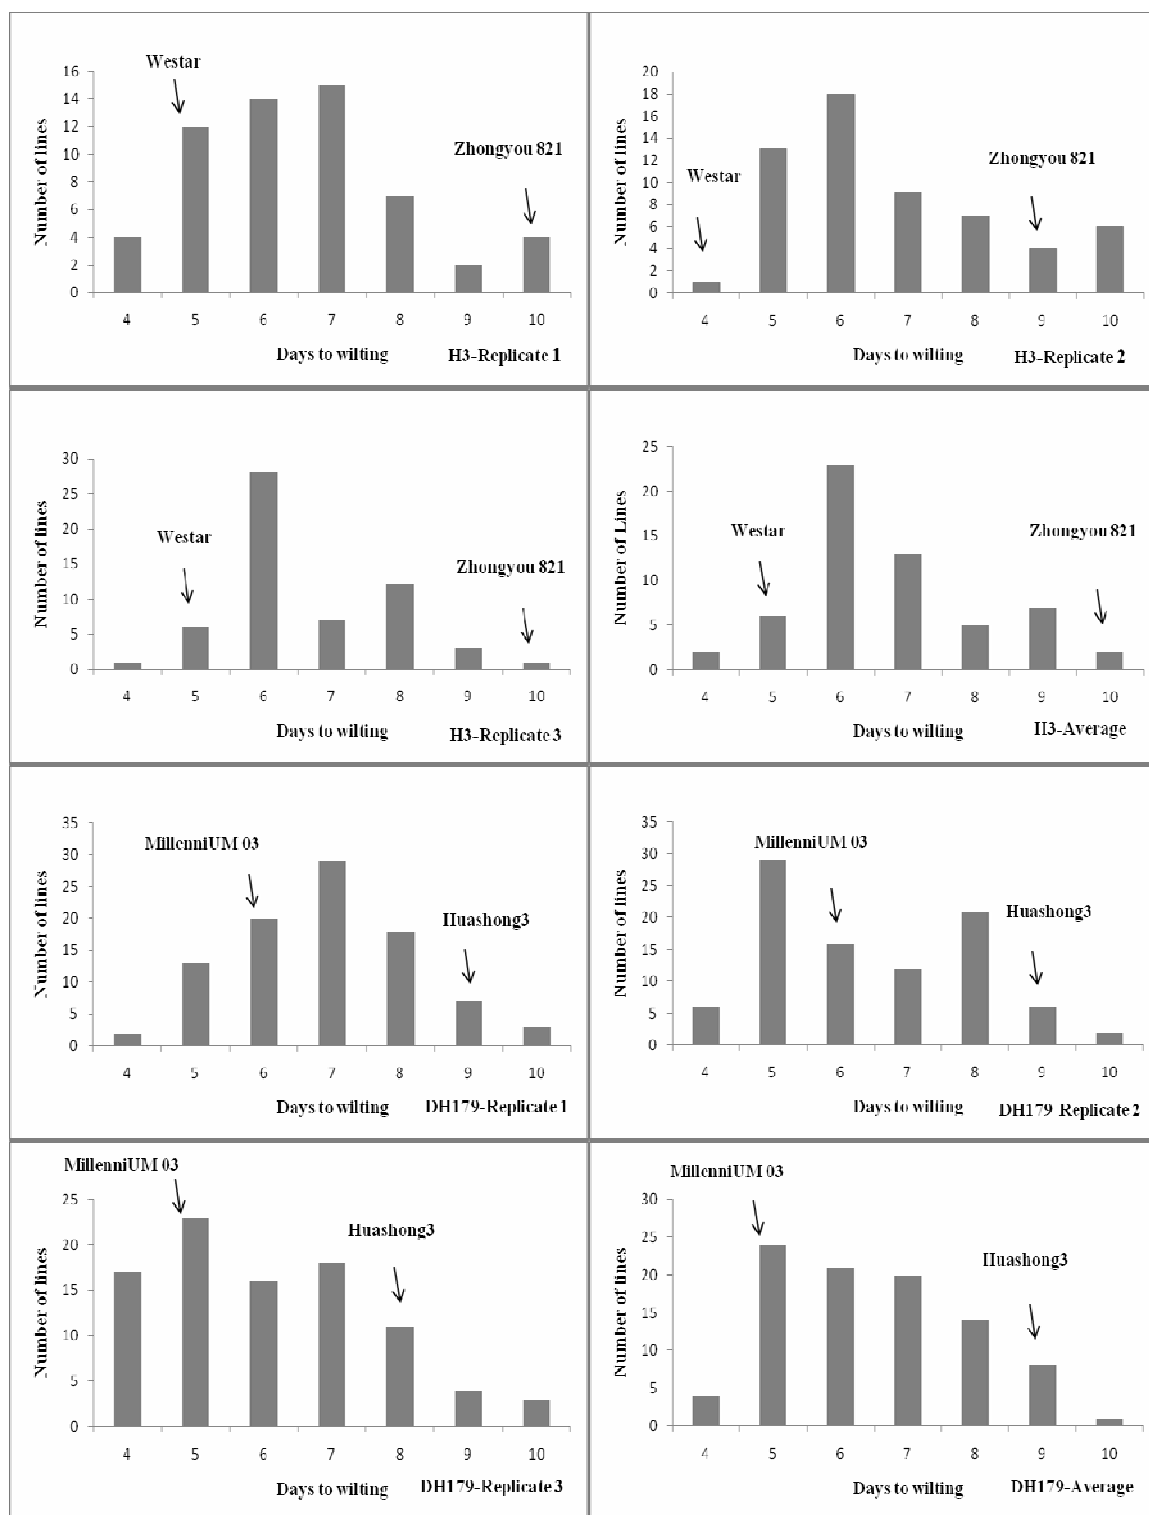 Westar
Zhongyou 821
Number of lines
16
14
12
10
8
6
4
2
0
4 5 6 7 8 9 10
Days to wilting
H3-Replicate 1
Westar
Zhongyou 821
Number of lines
20
18
16
14
12
10
8
6
4
2
0
4 5 6 7 8 9 10
Days to wilting
H3-Replicate 2
Westar
Zhongyou 821
Number of lines
30
25
20
15
10
5
0
4 5 6 7 8 9 10
Days to wilting
H3-Replicate 3
Westar
Zhongyou 821
Number of Lines
25
20
15
10
5
0
4 5 6 7 8 9 10
Days to wilting
H3-Average
MillenniUM 03
Huashong3
Number of lines
35
30
25
20
15
10
5
0
4 5 6 7 8 9 10
Days to wilting
DH179-Replicate 1
MillenniUM 03
Huashong3
Number of lines
35
30
25
20
15
10
5
0
4 5 6 7 8 9 10
Days to wilting
DH179-Replicate 2
MillenniUM 03
Huashong3
Number of lines
25
20
15
10
5
0
4 5 6 7 8 9 10
Days to wilting
DH179-Replicate 3
MillenniUM 03
Huashong3
Number of lines
30
25
20
15
10
5
0
4 5 6 7 8 9 10
Days to wilting
DH179-Average